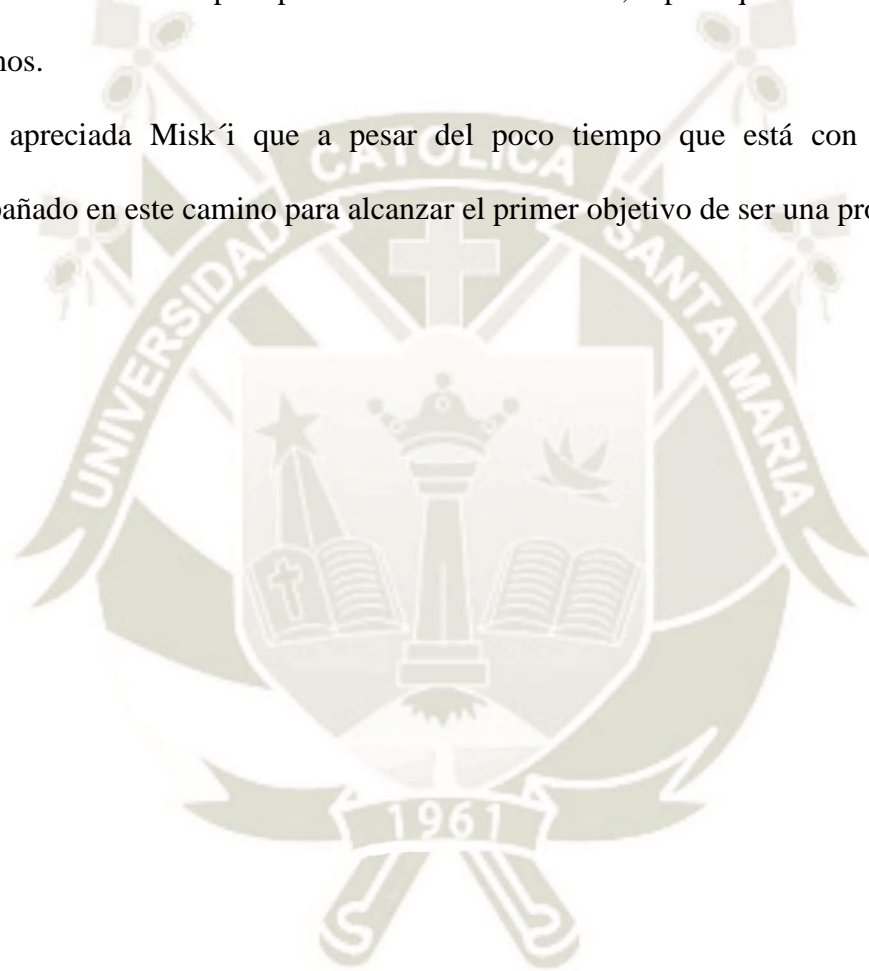 nos.
apreciada Misk´i que a pesar del poco tiempo que está con
añado en este camino para alcanzar el primer objetivo de ser una pro
UNIVERSIDAD CATOLICA SANTA MARIA
1961